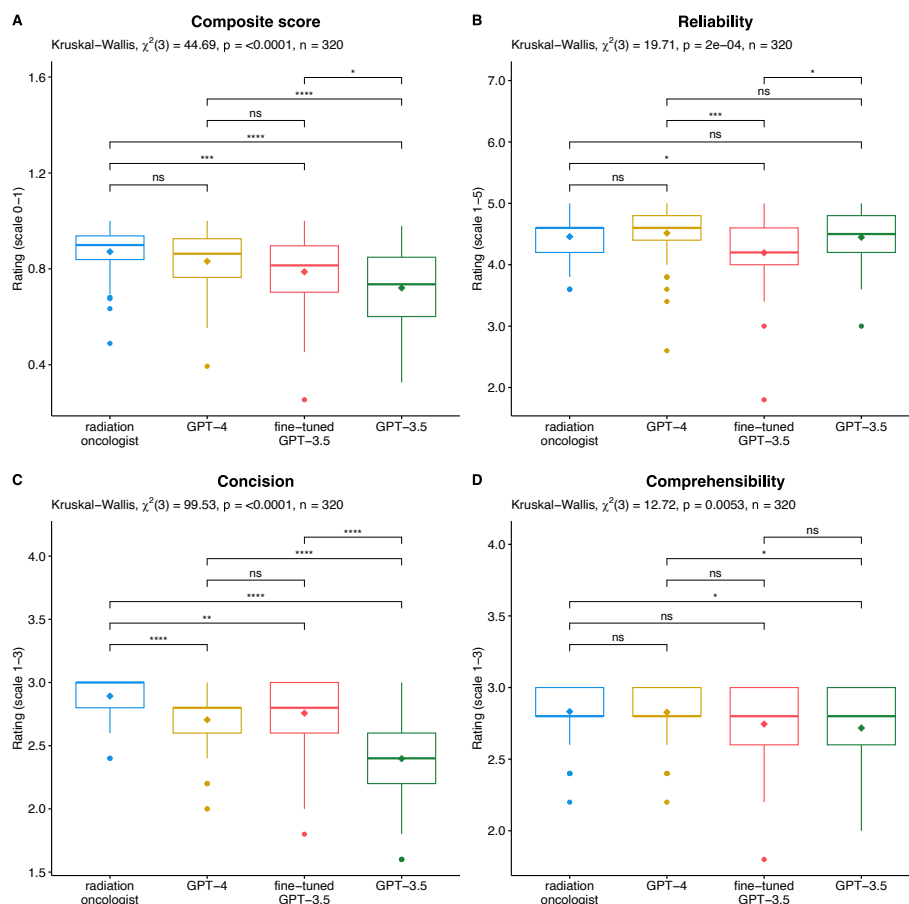 A
Composite score
Kruskal−Wallis, χ²(3) = 44.69, p = <0.0001, n = 320
*
****
ns
****
***
ns
Rating (scale 0−1)
1.6
1.2
0.8
0.4
radiation
oncologist
GPT−4
fine−tuned
GPT−3.5
GPT−3.5
B
Reliability
Kruskal−Wallis, χ²(3) = 19.71, p = 2e−04, n = 320
*
ns
***
ns
*
ns
Rating (scale 1−5)
7.0
6.0
5.0
4.0
3.0
2.0
radiation
oncologist
GPT−4
fine−tuned
GPT−3.5
GPT−3.5
C
Concision
Kruskal−Wallis, χ²(3) = 99.53, p = <0.0001, n = 320
****
****
ns
****
**
****
Rating (scale 1−3)
4.0
3.5
3.0
2.5
2.0
1.5
radiation
oncologist
GPT−4
fine−tuned
GPT−3.5
GPT−3.5
D
Comprehensibility
Kruskal−Wallis, χ²(3) = 12.72, p = 0.0053, n = 320
ns
*
ns
*
ns
ns
Rating (scale 1−3)
4.0
3.0
2.0
radiation
oncologist
GPT−4
fine−tuned
GPT−3.5
GPT−3.5